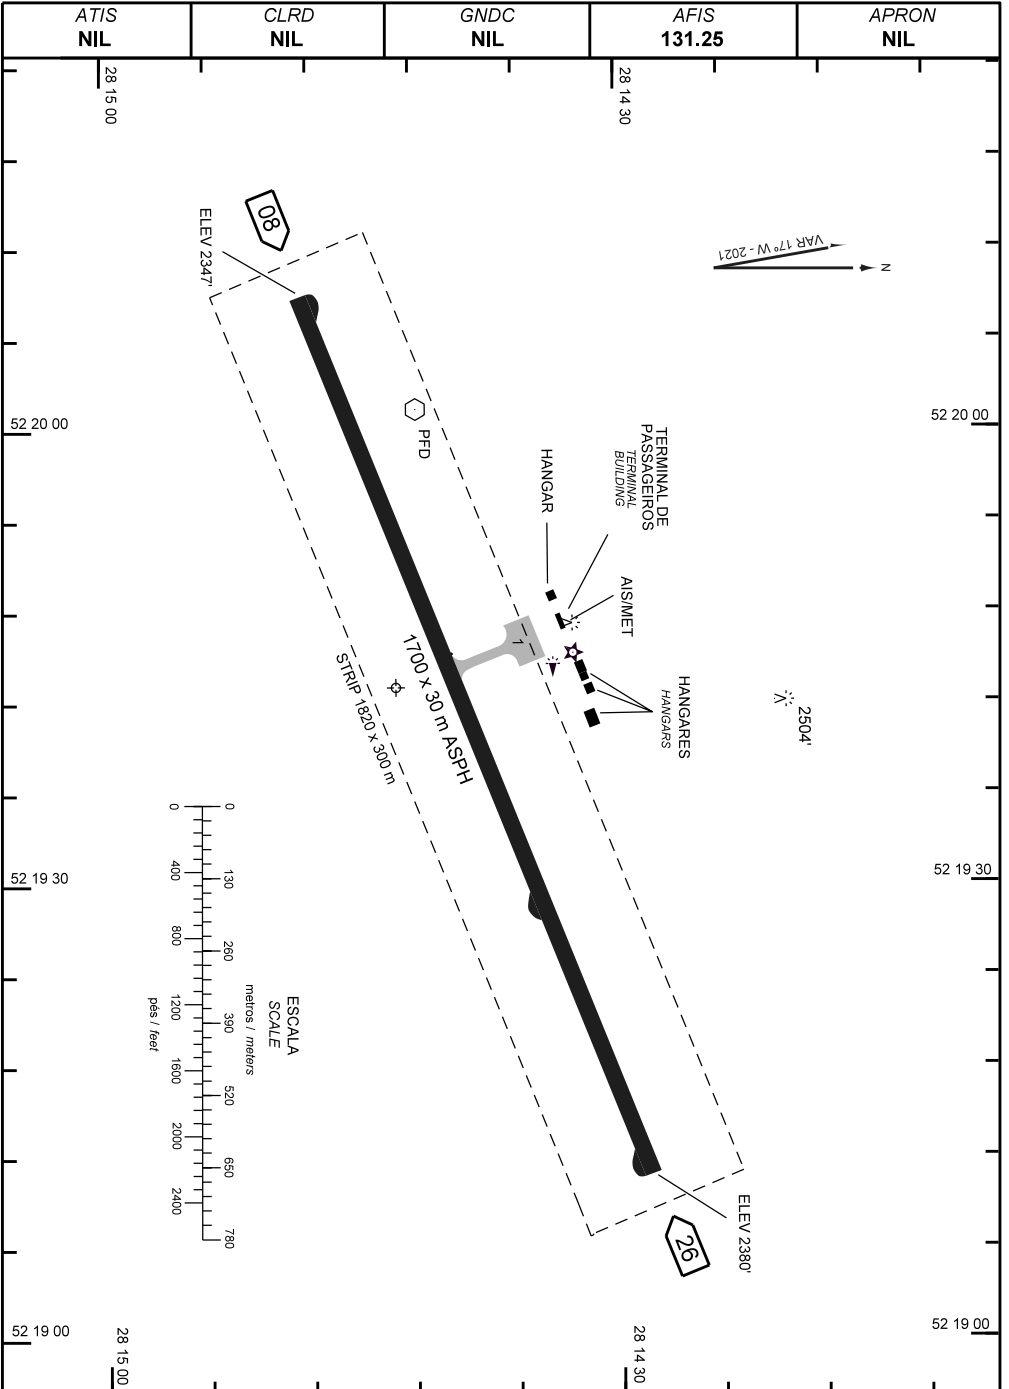 ATIS
NIL
CLRD
NIL
GNDC
NIL
AFIS
131.25
APRON
NIL
28 15 00
28 14 30
08
ELEV 2347'
VAR 17° W - 2021
N
52 20 00
52 20 00
PFD
HANGAR
TERMINAL DE
PASSAGEIROS
TERMINAL
BUILDING
AIS/MET
1
HANGARES
HANGARS
2504'
1700 x 30 m ASPH
STRIP 1820 x 300 m
52 19 30
52 19 30
ESCALA
SCALE
metros / meters
0 130 260 390 520 650 780
0 400 800 1200 1600 2000 2400
pés / feet
ELEV 2380'
26
52 19 00
52 19 00
28 15 00
28 14 30